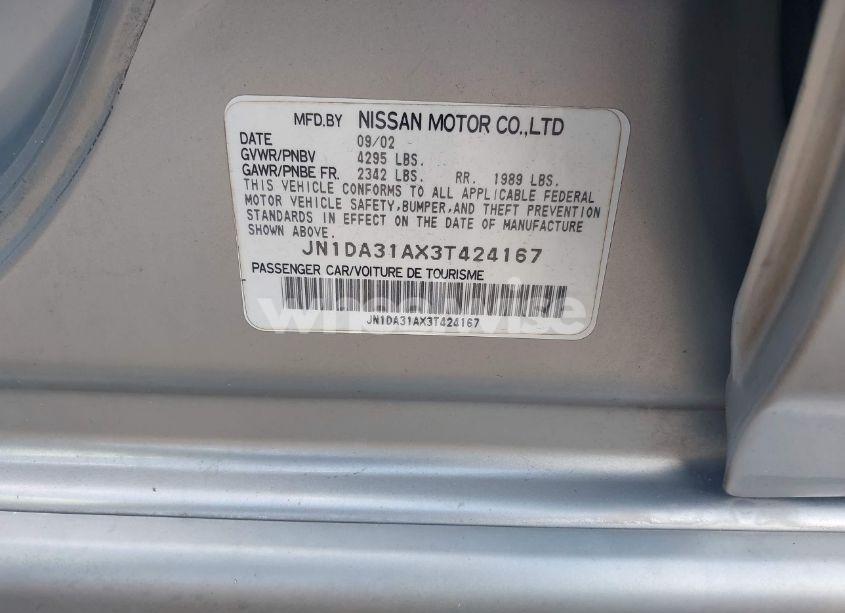 MFD.BY NISSAN MOTOR CO.,LTD
DATE 09/02
GVWR/PNBV 4295 LBS.
GAWR/PNBE FR. 2342 LBS. RR. 1989 LBS.
THIS VEHICLE CONFORMS TO ALL APPLICABLE FEDERAL
MOTOR VEHICLE SAFETY,BUMPER,AND THEFT PREVENTION
STANDARDS IN EFFECT ON THE DATE OF MANUFACTURE
SHOWN ABOVE.
JN1DA31AX3T424167
PASSENGER CAR/VOITURE DE TOURISME
wheelwise
JN1DA31AX3T424167